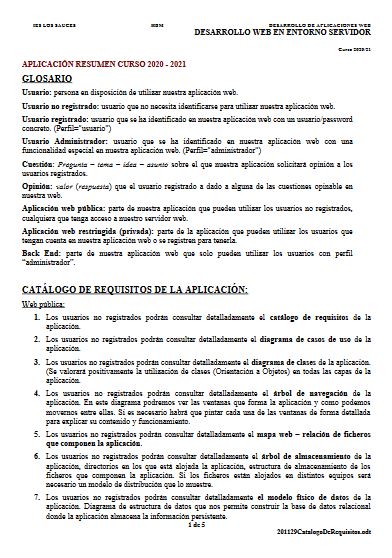 IES LOS SAUCES HBM DESARROLLO DE APLICACIONES WEB
DESARROLLO WEB EN ENTORNO SERVIDOR
Curso 2020/21
APLICACIÓN RESUMEN CURSO 2020 - 2021
GLOSARIO
Usuario: persona en disposición de utilizar nuestra aplicación web.
Usuario no registrado: usuario que no necesita identificarse para utilizar nuestra aplicación web.
Usuario registrado: usuario que se ha identificado en nuestra aplicación web con un usuario/password
concreto. (Perfil="usuario")
Usuario Administrador: usuario que se ha identificado en nuestra aplicación web con una
funcionalidad especial en nuestra aplicación web. (Perfil="administrador")
Cuestión: Pregunta – tema – idea – asunto sobre el que nuestra aplicación solicitará opinión a los
usuarios registrados.
Opinión: valor (respuesta) que el usuario registrado a dado a alguna de las cuestiones opinable en
nuestra web.
Aplicación web pública: parte de nuestra aplicación que pueden utilizar los usuarios no registrados,
cualquiera que tenga acceso a nuestro servidor web.
Aplicación web restringida (privada): parte de la aplicación que pueden utilizar los usuarios que
tengan cuenta en nuestra aplicación web o se registren para tenerla.
Back End: parte de nuestra aplicación web que solo pueden utilizar los usuarios con perfil
"administrador".
CATÁLOGO DE REQUISITOS DE LA APLICACIÓN:
Web pública:
1. Los usuarios no registrados podrán consultar detalladamente el catálogo de requisitos de la
aplicación.
2. Los usuarios no registrados podrán consultar detalladamente el diagrama de casos de uso de la
aplicación.
3. Los usuarios no registrados podrán consultar detalladamente el diagrama de clases de la aplicación.
(Se valorará positivamente la utilización de clases (Orientación a Objetos) en todas las capas de la
aplicación.
4. Los usuarios no registrados podrán consultar detalladamente el árbol de navegación de la
aplicación. En este diagrama podremos ver las ventanas que forma la aplicación y como podemos
movernos entre ellas. Si es necesario habrá que pintar cada una de las ventanas de forma detallada
para explicar su contenido y funcionamiento.
5. Los usuarios no registrados podrán consultar detalladamente el mapa web – relación de ficheros
que componen la aplicación.
6. Los usuarios no registrados podrán consultar detalladamente el árbol de almacenamiento de la
aplicación, directorios en los que está alojada la aplicación, estructura de almacenamiento de los
ficheros que componen la aplicación. Si los ficheros están alojados en distintos equipos será
necesario un modelo de distribución que lo muestre.
7. Los usuarios no registrados podrán consultar detalladamente el modelo físico de datos de la
aplicación. Diagrama de estructura de datos que nos permite construir la base de datos relacional
donde la aplicación almacena la información persistente.
1 de 5
201129CatalogoDeRequisitos.odt